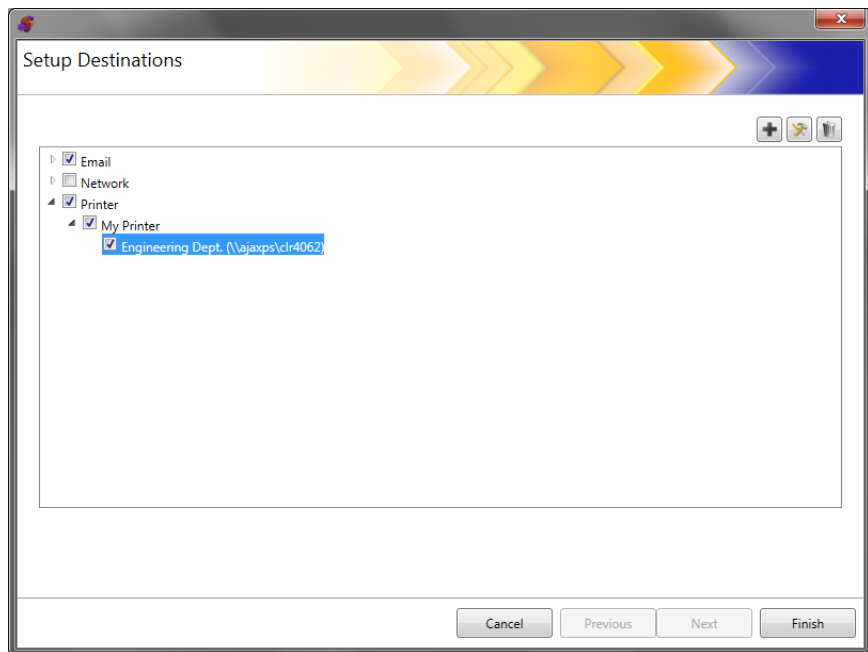 Setup Destinations
Email
Network
Printer
My Printer
Engineering Dept. (\\ajaxps\clr4062)
Cancel Previous Next Finish